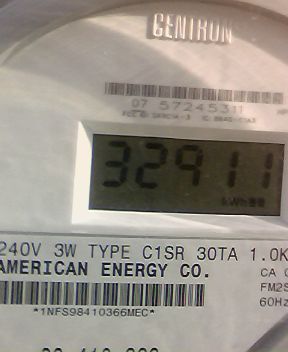 CENTRON
07 57245311
32911
kWh
240V 3W TYPE C1SR 30TA 1.0K
AMERICAN ENERGY CO.
CA
FM2S
60Hz
*1NFS98410366MEC*